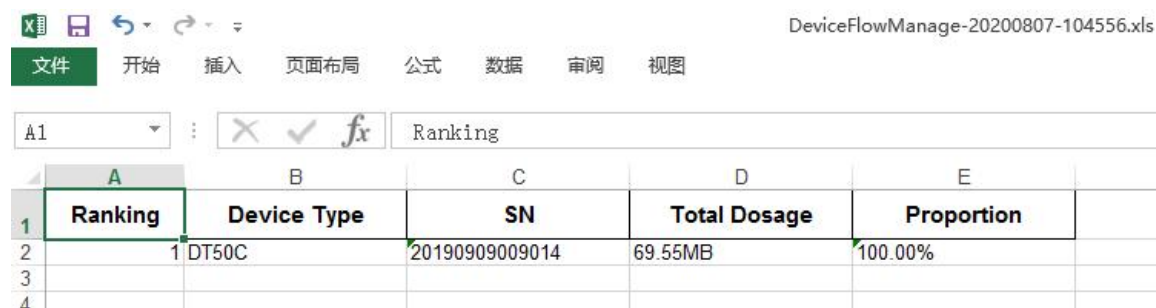 DeviceFlowManage-20200807-104556.xls
文件 开始 插入 页面布局 公式 数据 审阅 视图
A1 fx Ranking
A B C D E
1 Ranking Device Type SN Total Dosage Proportion
2 1 DT50C 20190909009014 69.55MB 100.00%
3
4